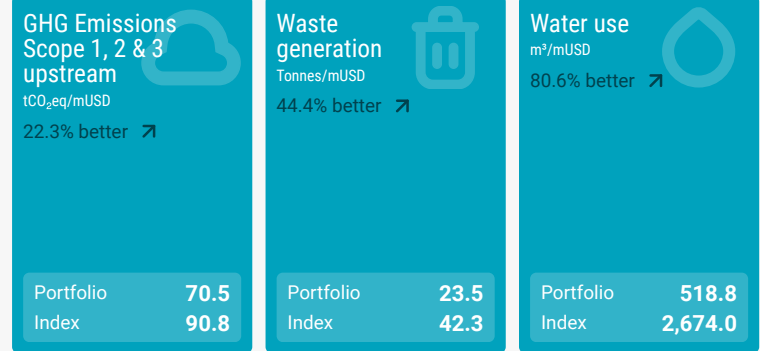 GHG Emissions
Scope 1, 2 & 3
upstream
tCO₂eq/mUSD
22.3% better
Portfolio 70.5
Index 90.8
Waste
generation
Tonnes/mUSD
44.4% better
Portfolio 23.5
Index 42.3
Water use
m³/mUSD
80.6% better
Portfolio 518.8
Index 2,674.0